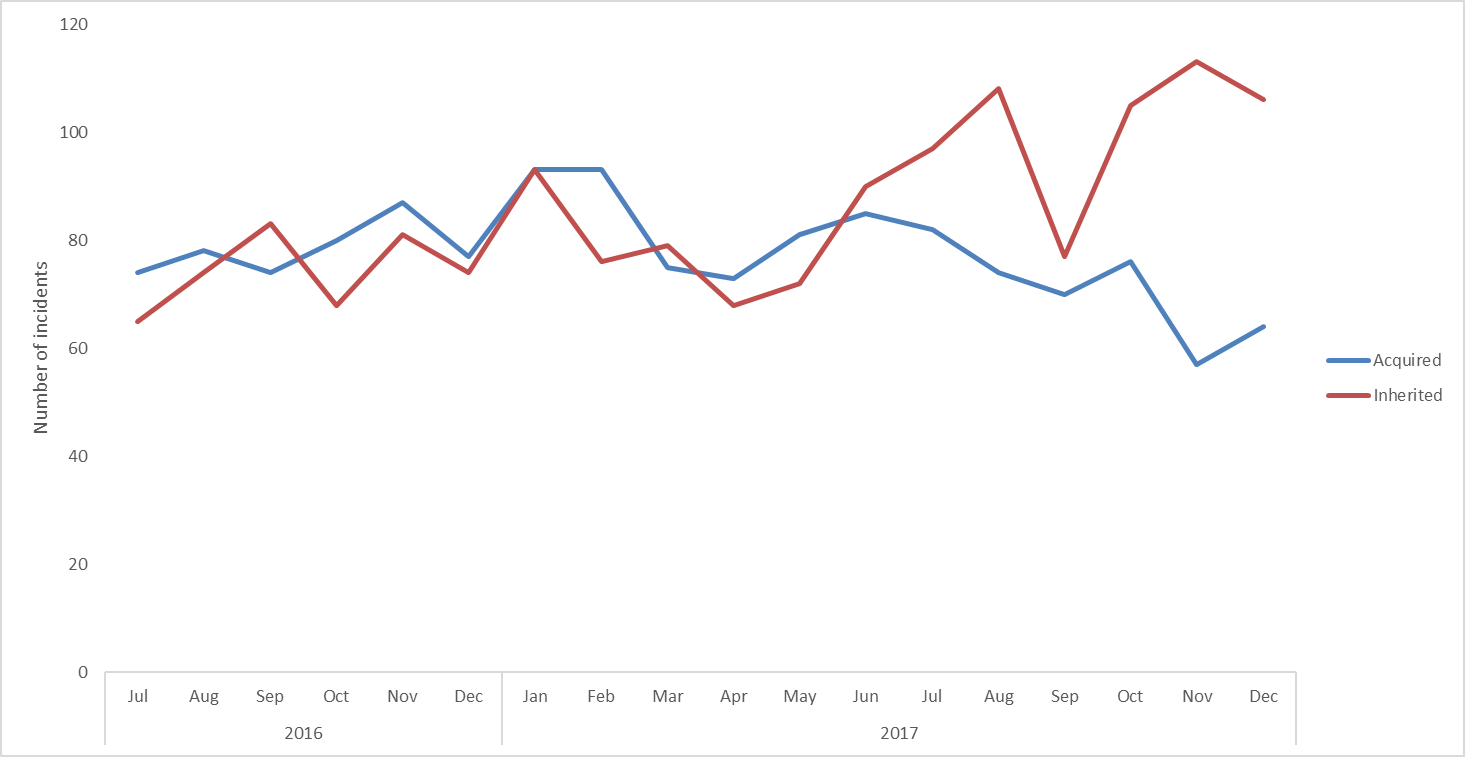 120
100
80
60
40
20
0
Number of incidents
Jul Aug Sep Oct Nov Dec Jan Feb Mar Apr May Jun Jul Aug Sep Oct Nov Dec
2016 2017
Acquired
Inherited